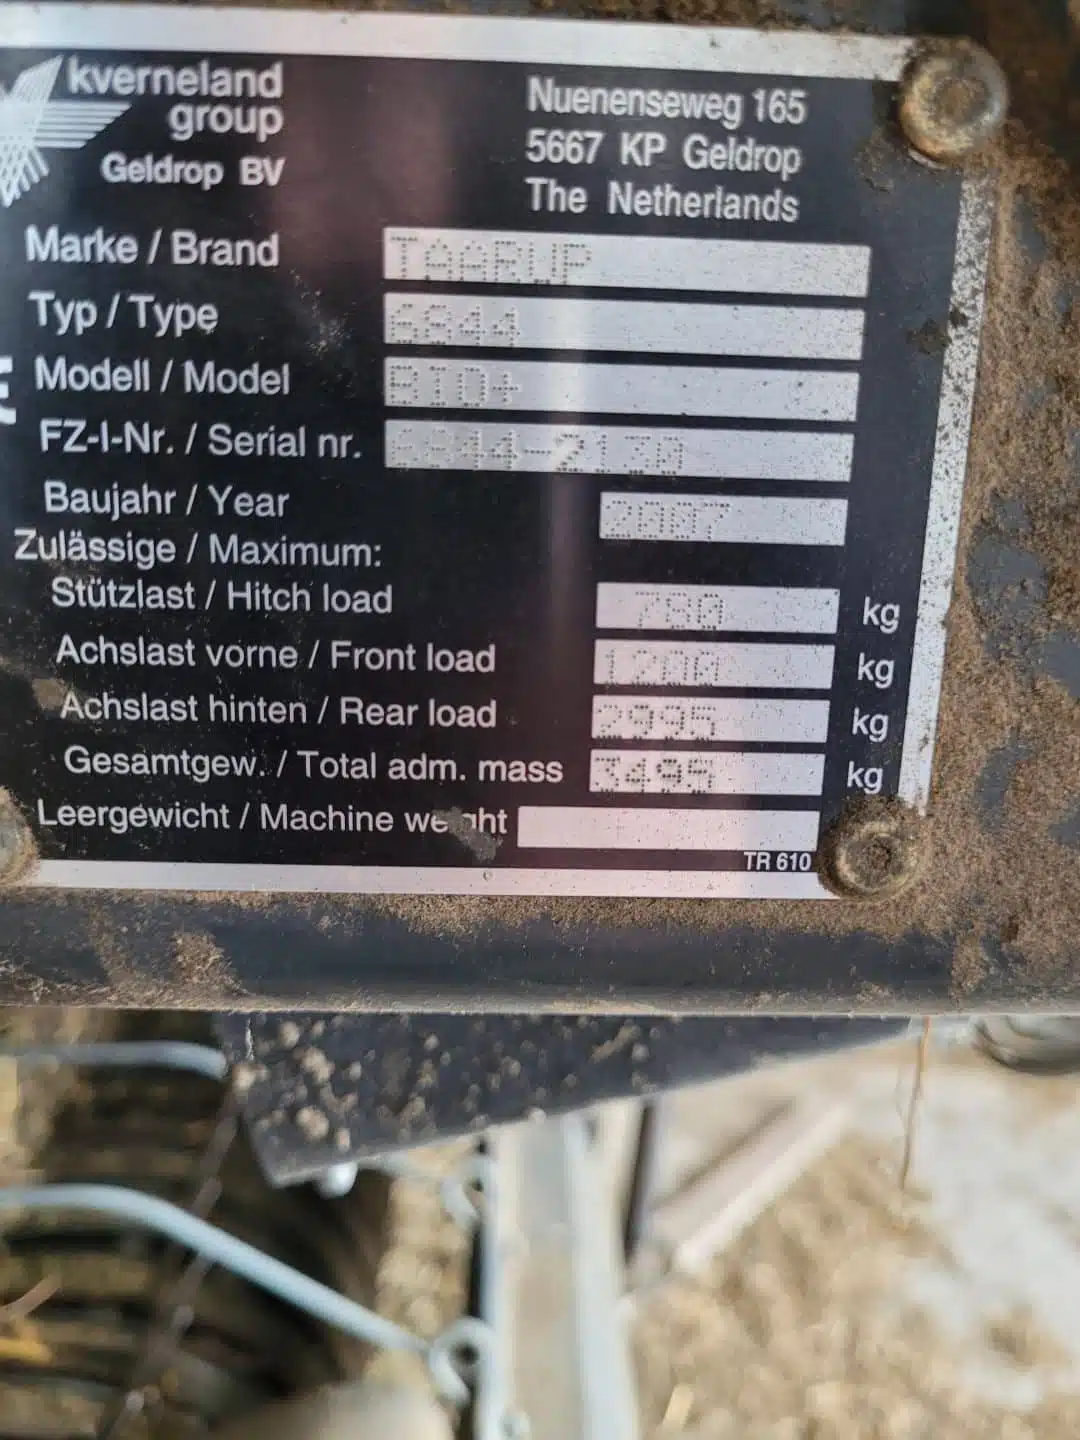 kverneland
group
Geldrop BV
Nuenenseweg 165
5667 KP Geldrop
The Netherlands
Marke / Brand TAARUP
Typ / Type 6844
Modell / Model BIO+
FZ-I-Nr. / Serial nr. 6844-2130
Baujahr / Year 2007
Zulässige / Maximum:
Stützlast / Hitch load 780 kg
Achslast vorne / Front load 1200 kg
Achslast hinten / Rear load 2995 kg
Gesamtgew. / Total adm. mass 3495 kg
Leergewicht / Machine weight
TR 610